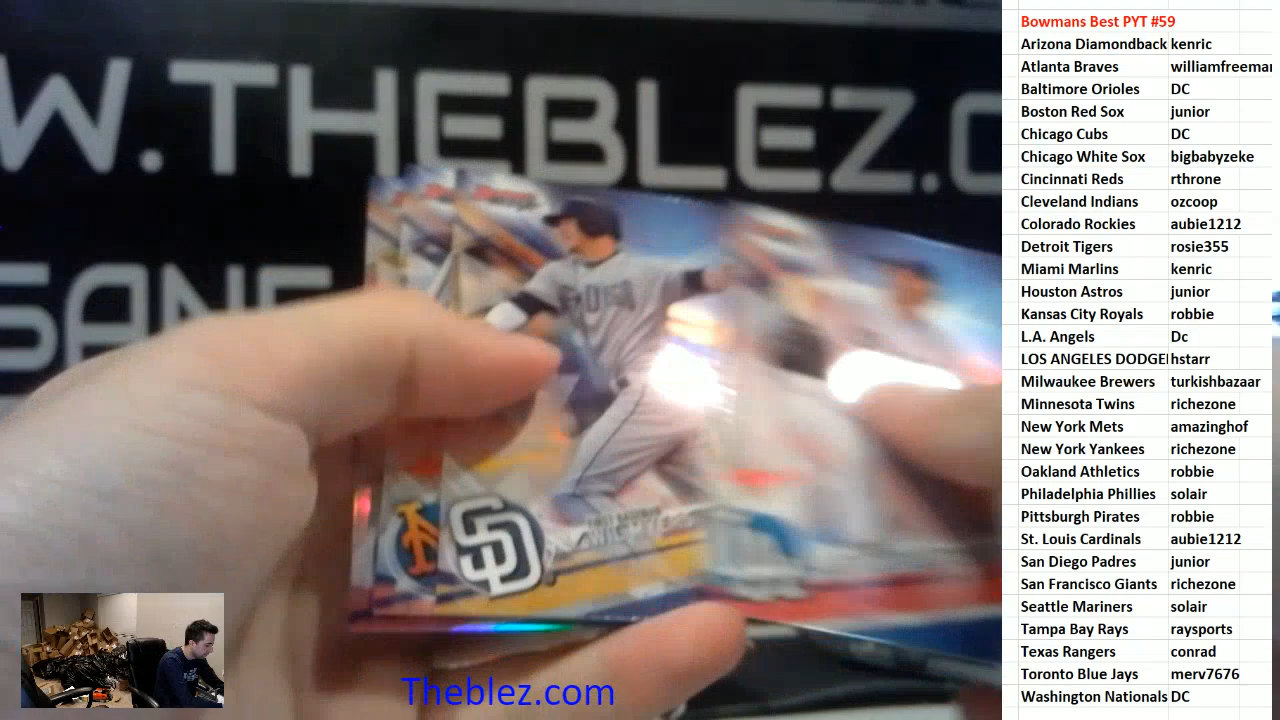 W.THEBLEZ.C
SANE
SD
Theblez.com
Bowmans Best PYT #59
Arizona Diamondback kenric
Atlanta Braves williamfreeman
Baltimore Orioles DC
Boston Red Sox junior
Chicago Cubs DC
Chicago White Sox bigbabyzeke
Cincinnati Reds rthrone
Cleveland Indians ozcoop
Colorado Rockies aubie1212
Detroit Tigers rosie355
Miami Marlins kenric
Houston Astros junior
Kansas City Royals robbie
L.A. Angels Dc
LOS ANGELES DODGE hstarr
Milwaukee Brewers turkishbazaar
Minnesota Twins richezone
New York Mets amazinghof
New York Yankees richezone
Oakland Athletics robbie
Philadelphia Phillies solair
Pittsburgh Pirates robbie
St. Louis Cardinals aubie1212
San Diego Padres junior
San Francisco Giants richezone
Seattle Mariners solair
Tampa Bay Rays raysports
Texas Rangers conrad
Toronto Blue Jays merv7676
Washington Nationals DC